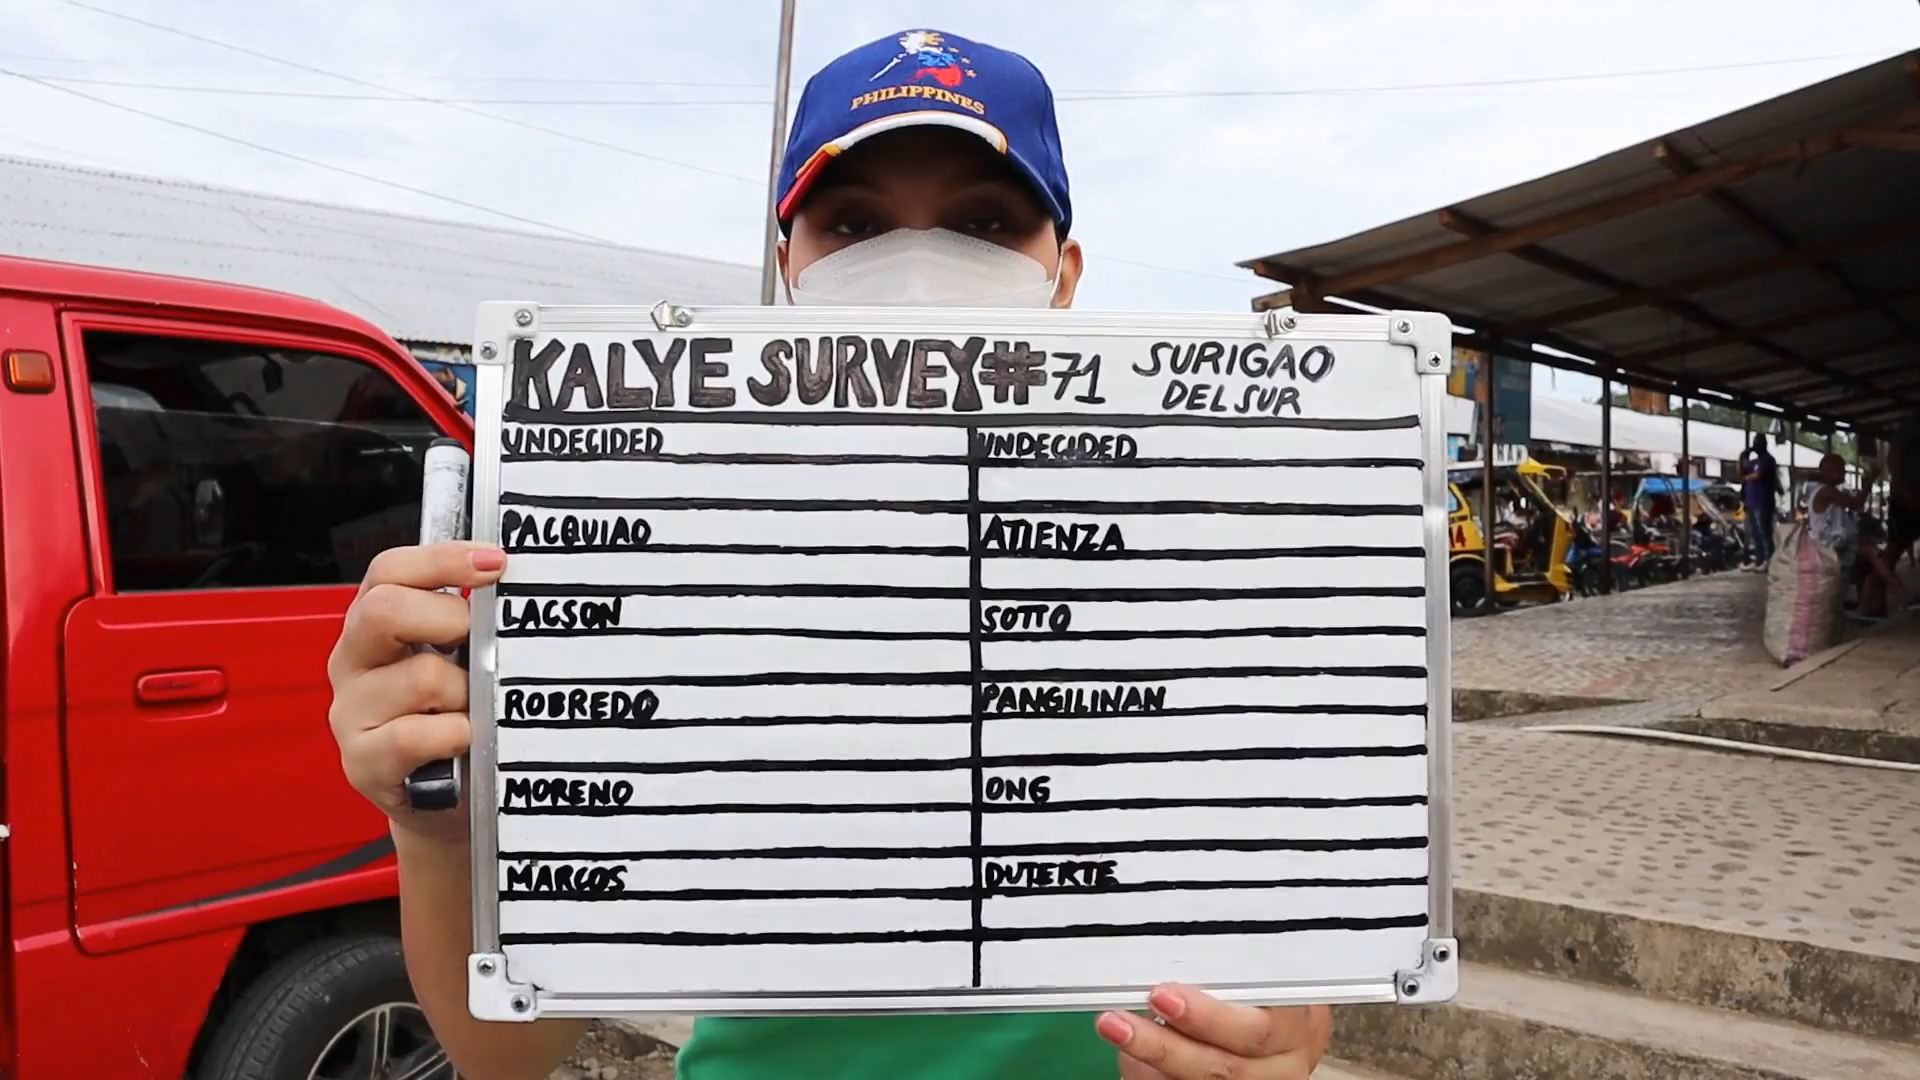 PHILIPPINES
KALYE SURVEY #71 SURIGAO DEL SUR
UNDECIDED UNDECIDED
PACQUIAO ATIENZA
LACSON SOTTO
ROBREDO PANGILINAN
MORENO ONG
MARCOS DUTERTE